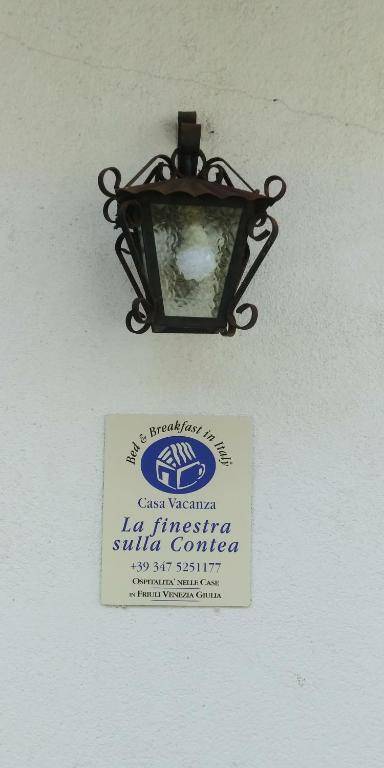 Bed & Breakfast in Italy
Casa Vacanza
La finestra
sulla Contea
+39 347 5251177
OSPITALITA' NELLE CASE
IN FRIULI VENEZIA GIULIA